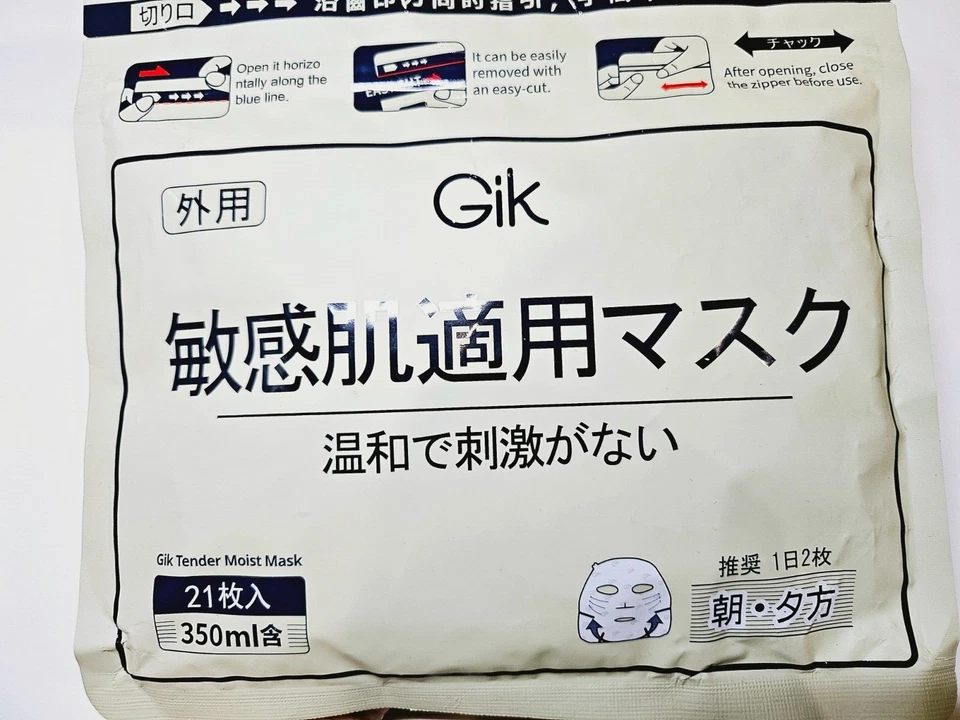 切り口
Open it horizo
ntally along the
blue line.
It can be easily
removed with
an easy-cut.
チャック
After opening, close
the zipper before use.
外用
Gik
敏感肌適用マスク
温和で刺激がない
Gik Tender Moist Mask
21枚入
350ml含
推奨 1日2枚
朝・夕方